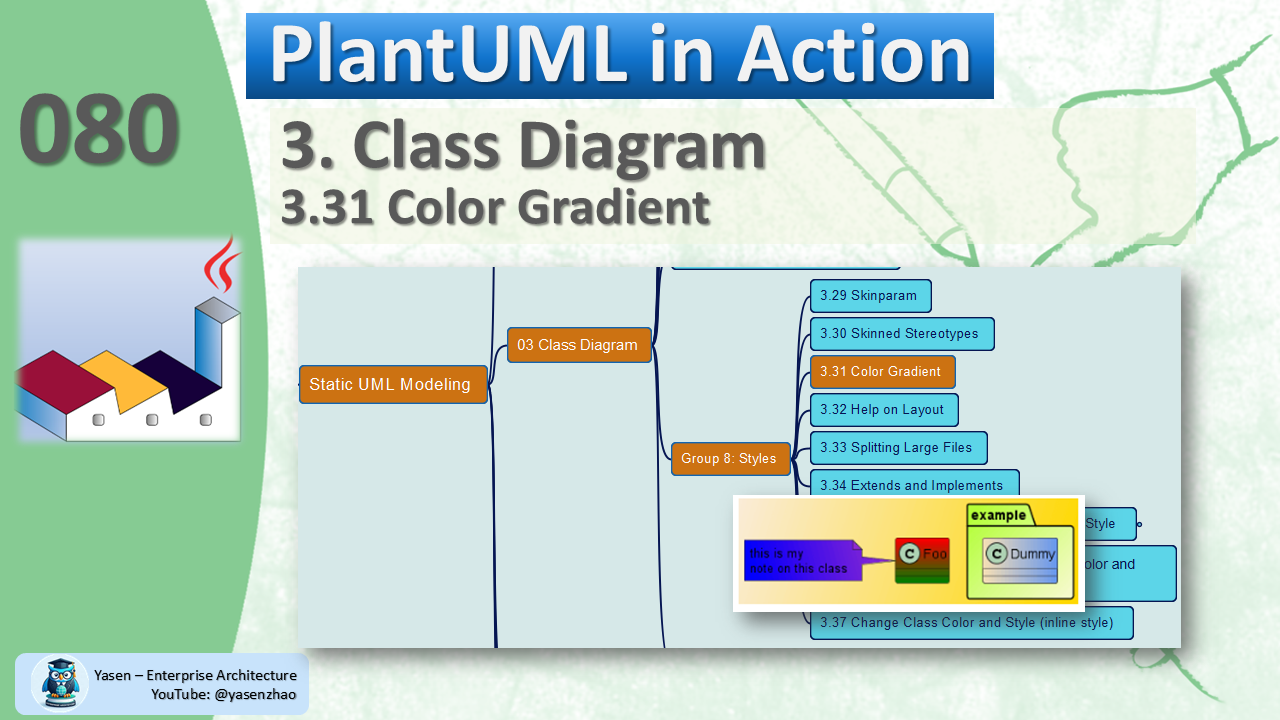 PlantUML in Action
080
3. Class Diagram
3.31 Color Gradient
3.29 Skinparam
3.30 Skinned Stereotypes
03 Class Diagram
3.31 Color Gradient
Static UML Modeling
3.32 Help on Layout
3.33 Splitting Large Files
Group 8: Styles
3.34 Extends and Implements
example
Style
this is my
note on this class
C Foo
C Dummy
and
3.37 Change Class Color and Style (inline style)
Yasen – Enterprise Architecture
YouTube: @yasenzhao